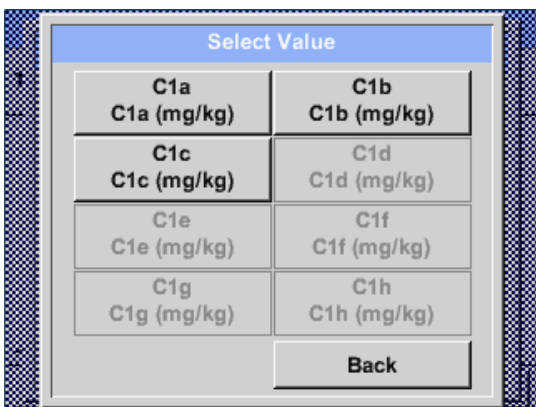 Select Value
C1a
C1a (mg/kg)
C1b
C1b (mg/kg)
C1c
C1c (mg/kg)
C1d
C1d (mg/kg)
C1e
C1e (mg/kg)
C1f
C1f (mg/kg)
C1g
C1g (mg/kg)
C1h
C1h (mg/kg)
Back